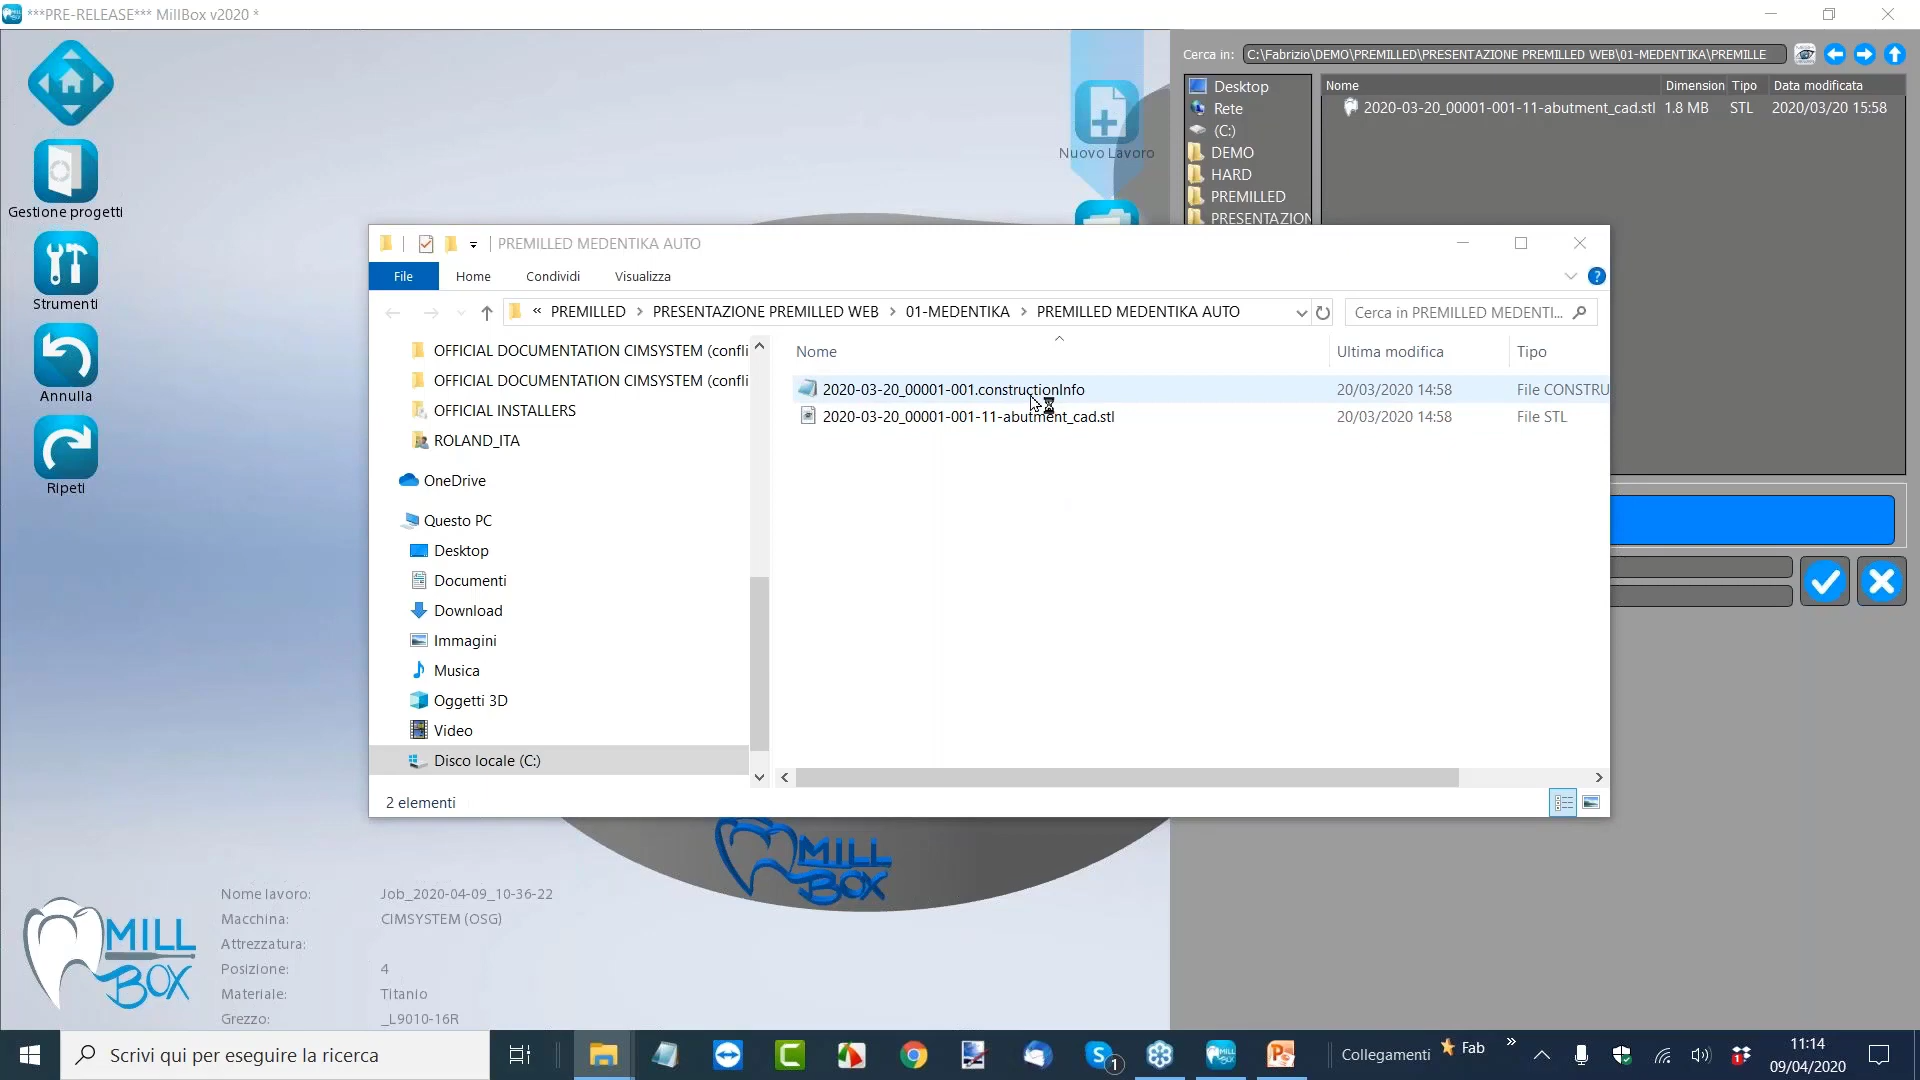 ***PRE-RELEASE*** MillBox v2020 *
Gestione progetti
Strumenti
Annulla
Ripeti
Nuovo Lavoro
Cerca in: C:\Fabrizio\DEMO\PREMILLED\PRESENTAZIONE PREMILLED WEB\01-MEDENTIKA\PREMILLE
Desktop
Rete
(C:)
DEMO
HARD
PREMILLED
PRESENTAZION
Nome Dimension Tipo Data modificata
2020-03-20_00001-001-11-abutment_cad.stl 1.8 MB STL 2020/03/20 15:58
PREMILLED MEDENTIKA AUTO
File Home Condividi Visualizza
« PREMILLED > PRESENTAZIONE PREMILLED WEB > 01-MEDENTIKA > PREMILLED MEDENTIKA AUTO
Cerca in PREMILLED MEDENTI...
OFFICIAL DOCUMENTATION CIMSYSTEM (confli
OFFICIAL DOCUMENTATION CIMSYSTEM (confli
OFFICIAL INSTALLERS
ROLAND_ITA
OneDrive
Questo PC
Desktop
Documenti
Download
Immagini
Musica
Oggetti 3D
Video
Disco locale (C:)
Nome Ultima modifica Tipo
2020-03-20_00001-001.constructionInfo 20/03/2020 14:58 File CONSTRU
2020-03-20_00001-001-11-abutment_cad.stl 20/03/2020 14:58 File STL
2 elementi
MILL
BOX
MILL
BOX
Nome lavoro: Job_2020-04-09_10-36-22
Macchina: CIMSYSTEM (OSG)
Attrezzatura:
Posizione: 4
Materiale: Titanio
Grezzo: _L9010-16R
Scrivi qui per eseguire la ricerca
1
Collegamenti Fab »
11:14
09/04/2020